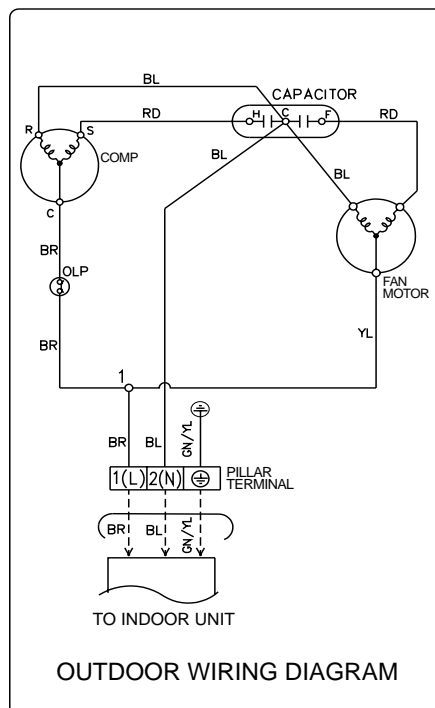 BL
CAPACITOR
R
S
RD
H
C
F
RD
COMP
BL
BL
C
BR
OLP
FAN
MOTOR
BR
YL
1
BR
BL
GN/YL
1(L)
2(N)
PILLAR
TERMINAL
BR
BL
GN/YL
TO INDOOR UNIT
OUTDOOR WIRING DIAGRAM